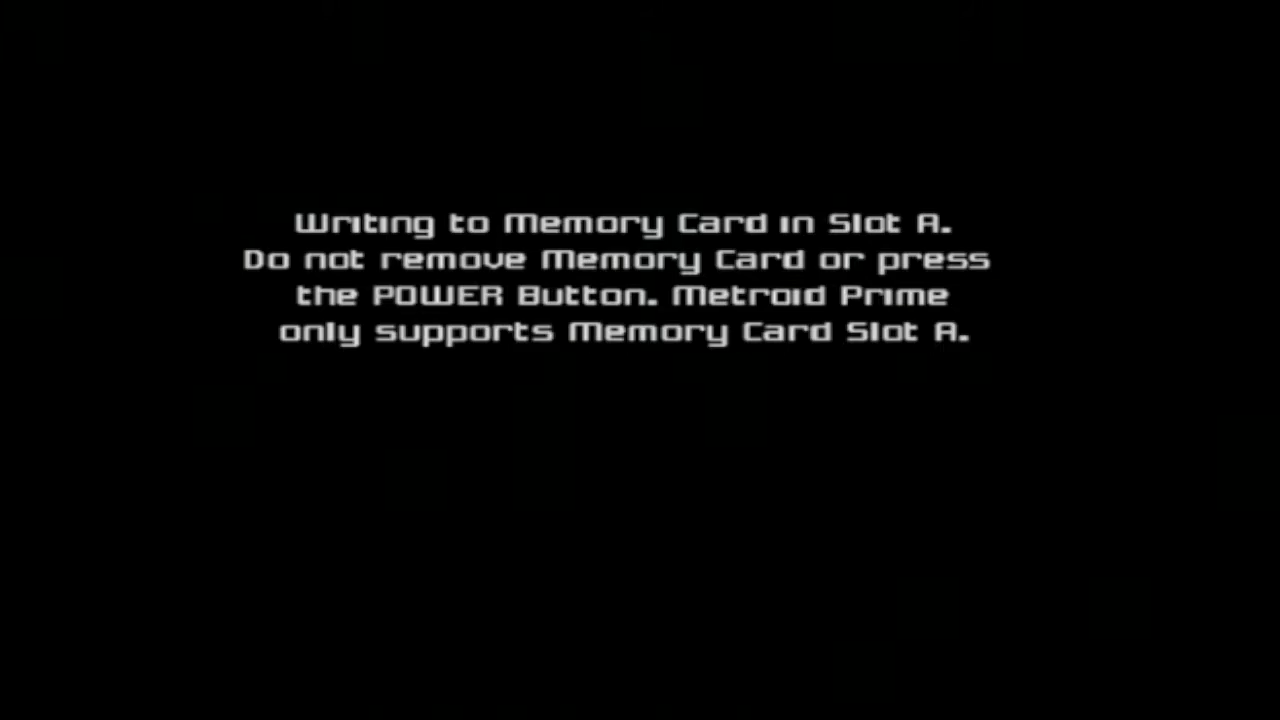 Writing to Memory Card in Slot A.
Do not remove Memory Card or press
the POWER Button. Metroid Prime
only supports Memory Card Slot A.